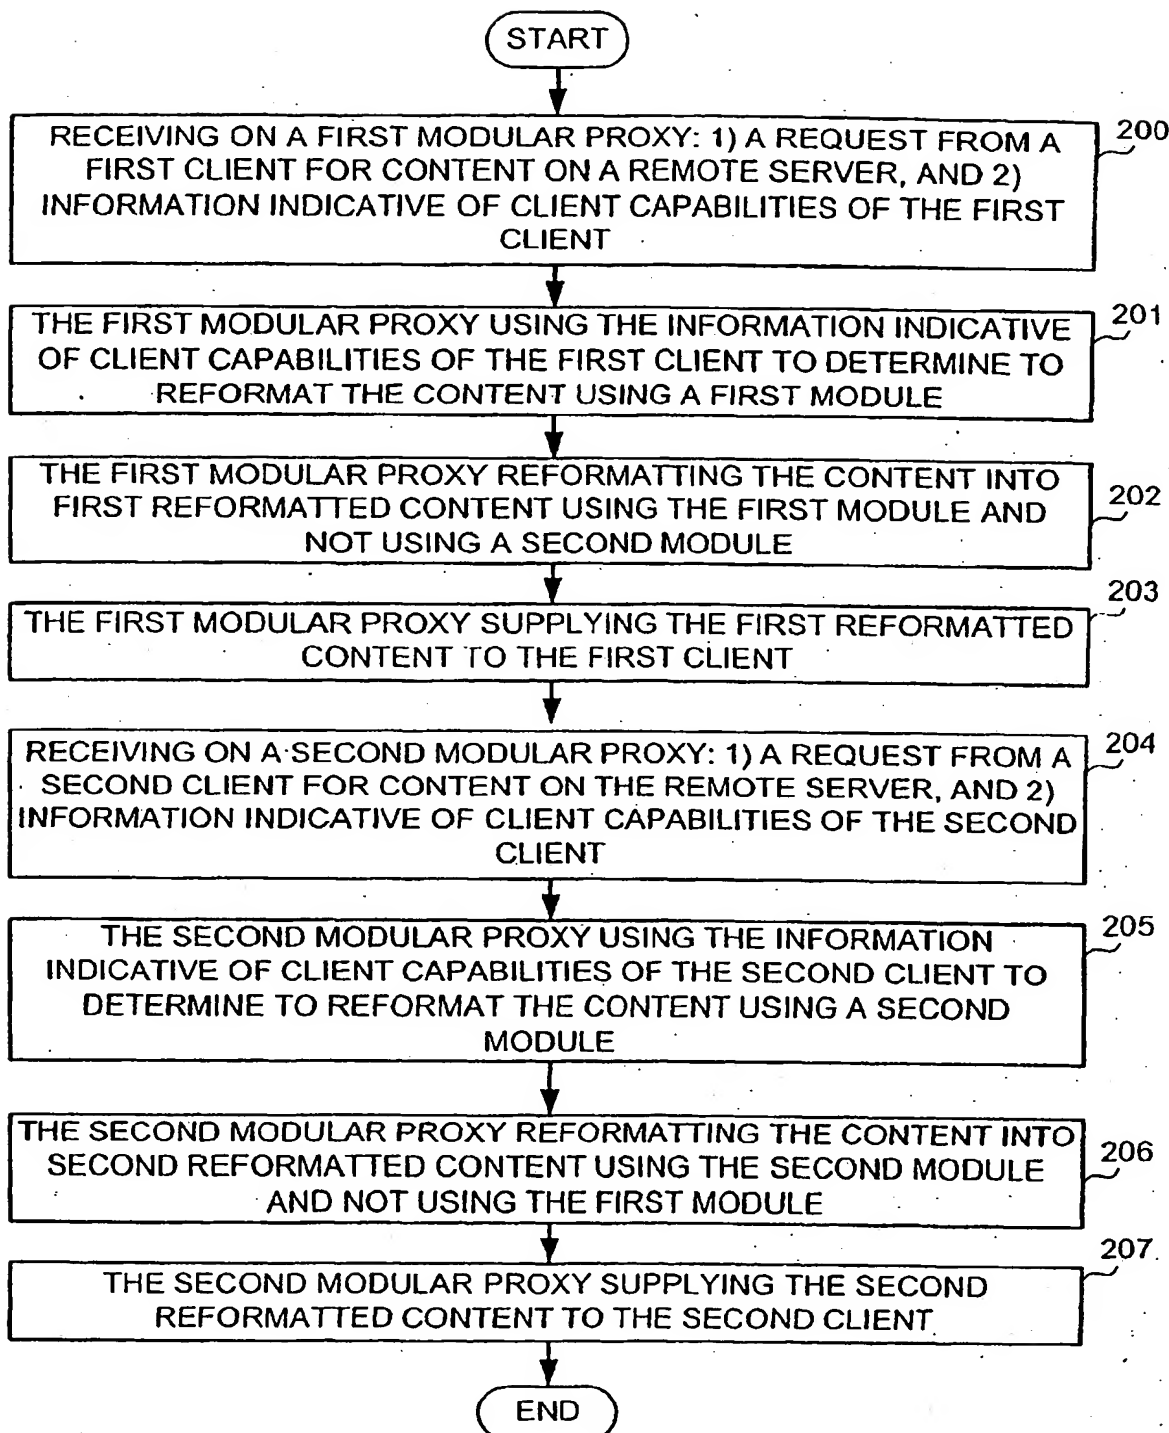 START
RECEIVING ON A FIRST MODULAR PROXY: 1) A REQUEST FROM A
FIRST CLIENT FOR CONTENT ON A REMOTE SERVER, AND 2)
INFORMATION INDICATIVE OF CLIENT CAPABILITIES OF THE FIRST
CLIENT
200
THE FIRST MODULAR PROXY USING THE INFORMATION INDICATIVE
OF CLIENT CAPABILITIES OF THE FIRST CLIENT TO DETERMINE TO
REFORMAT THE CONTENT USING A FIRST MODULE
201
THE FIRST MODULAR PROXY REFORMATTING THE CONTENT INTO
FIRST REFORMATTED CONTENT USING THE FIRST MODULE AND
NOT USING A SECOND MODULE
202
THE FIRST MODULAR PROXY SUPPLYING THE FIRST REFORMATTED
CONTENT TO THE FIRST CLIENT
203
RECEIVING ON A SECOND MODULAR PROXY: 1) A REQUEST FROM A
SECOND CLIENT FOR CONTENT ON THE REMOTE SERVER, AND 2)
INFORMATION INDICATIVE OF CLIENT CAPABILITIES OF THE SECOND
CLIENT
204
THE SECOND MODULAR PROXY USING THE INFORMATION
INDICATIVE OF CLIENT CAPABILITIES OF THE SECOND CLIENT TO
DETERMINE TO REFORMAT THE CONTENT USING A SECOND
MODULE
205
THE SECOND MODULAR PROXY REFORMATTING THE CONTENT INTO
SECOND REFORMATTED CONTENT USING THE SECOND MODULE
AND NOT USING THE FIRST MODULE
206
THE SECOND MODULAR PROXY SUPPLYING THE SECOND
REFORMATTED CONTENT TO THE SECOND CLIENT
207
END